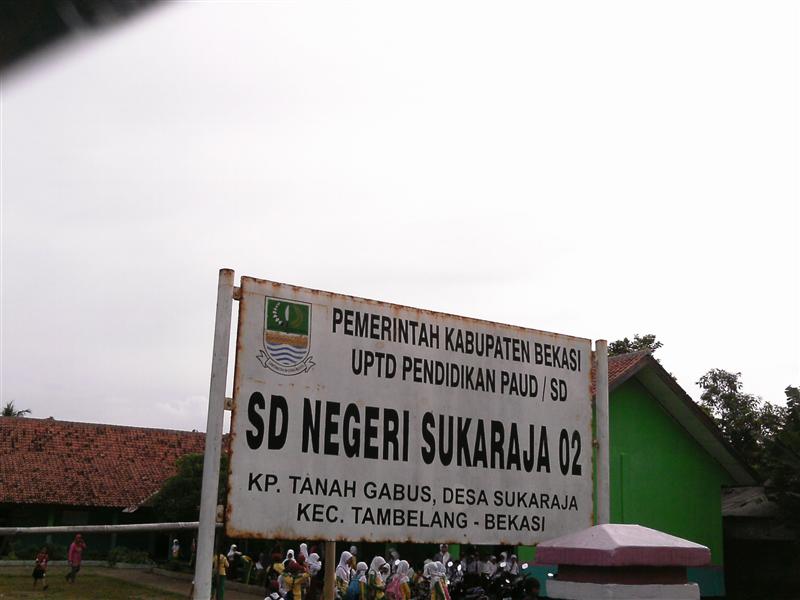 PEMERINTAH KABUPATEN BEKASI
UPTD PENDIDIKAN PAUD / SD
SD NEGERI SUKARAJA 02
KP. TANAH GABUS, DESA SUKARAJA
KEC. TAMBELANG - BEKASI